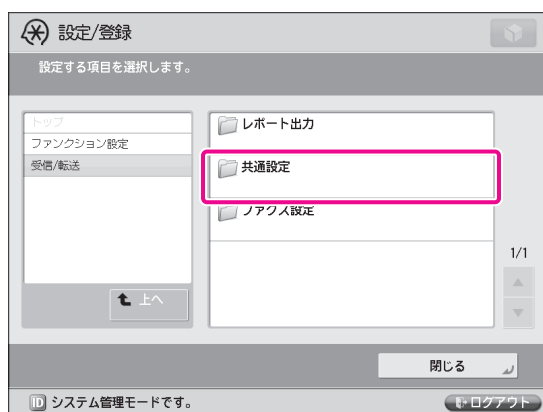 設定/登録
設定する項目を選択します。
トップ
ファンクション設定
受信/転送
上へ
レポート出力
共通設定
ファクス設定
1/1
閉じる
ID システム管理モードです。
ログアウト